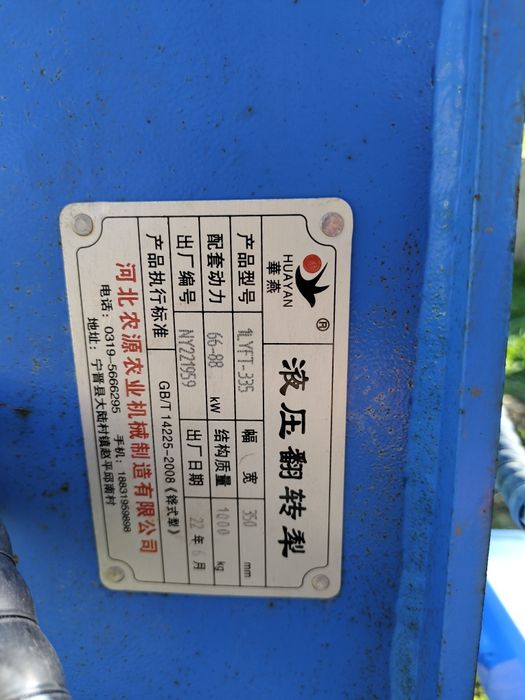 HUAYAN
華燕
®
液压翻转犁
产品型号 1LYFT-335 幅宽 350 mm
配套动力 66-88 kW 结构质量 1000 kg
出厂编号 NY221959 出厂日期 22年6月
产品执行标准 GB/T 14225-2008《铧式犁》
河北农源农业机械制造有限公司
电话：0319-5666295 手机：18831959898
地址：宁晋县大陆村镇赵平邱南村